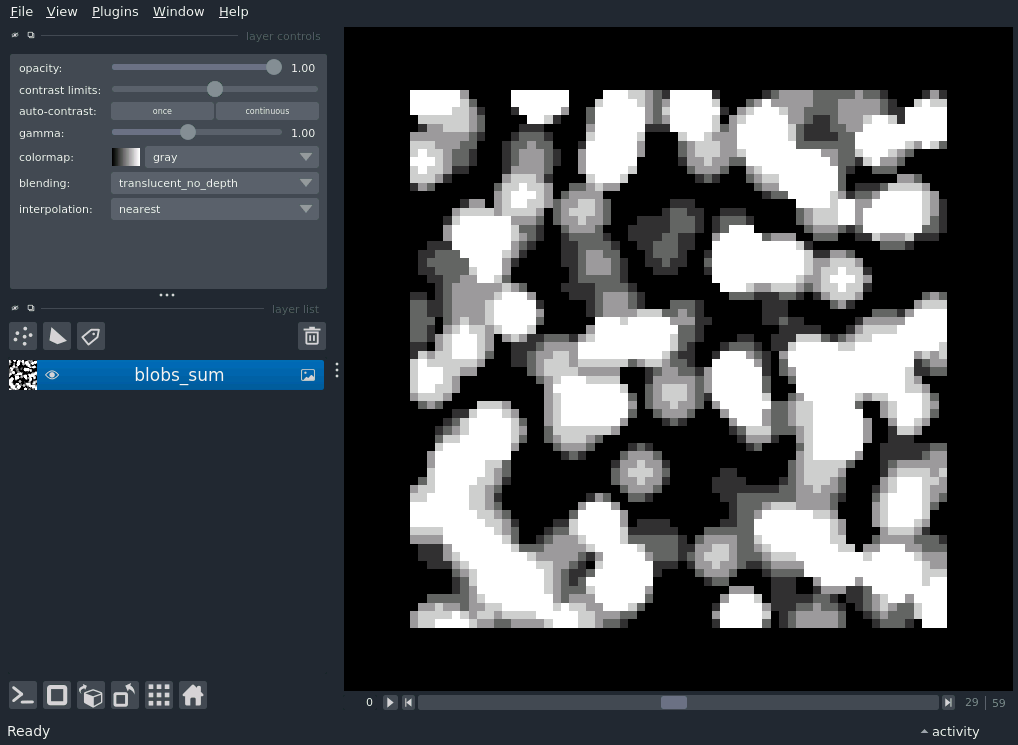 File View Plugins Window Help
layer controls
opacity: 1.00
contrast limits:
auto-contrast: once continuous
gamma: 1.00
colormap: gray
blending: translucent_no_depth
interpolation: nearest
layer list
blobs_sum
0 29 | 59
Ready activity